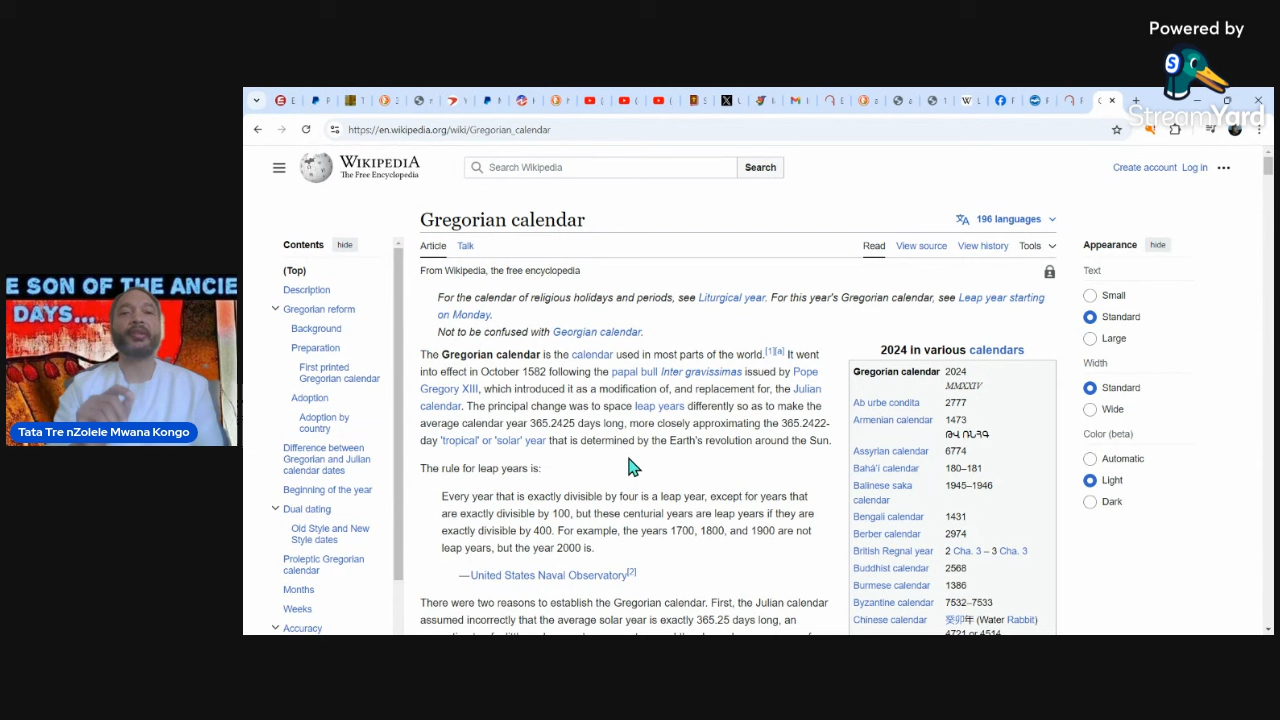 Powered by
StreamYard
https://en.wikipedia.org/wiki/Gregorian_calendar
WIKIPEDIA
The Free Encyclopedia
Search Wikipedia
Search
Create account Log in
Gregorian calendar
196 languages
Contents hide
Article Talk
Read View source View history Tools
Appearance hide
(Top)
Description
Gregorian reform
Background
Preparation
First printed
Gregorian calendar
Adoption
Adoption by
country
Difference between
Gregorian and Julian
calendar dates
Beginning of the year
Dual dating
Old Style and New
Style dates
Proleptic Gregorian
calendar
Months
Weeks
Accuracy
From Wikipedia, the free encyclopedia
For the calendar of religious holidays and periods, see Liturgical year. For this year's Gregorian calendar, see Leap year starting
on Monday.
Not to be confused with Georgian calendar.
The Gregorian calendar is the calendar used in most parts of the world.[1][a] It went
into effect in October 1582 following the papal bull Inter gravissimas issued by Pope
Gregory XIII, which introduced it as a modification of, and replacement for, the Julian
calendar. The principal change was to space leap years differently so as to make the
average calendar year 365.2425 days long, more closely approximating the 365.2422-
day 'tropical' or 'solar' year that is determined by the Earth's revolution around the Sun.
The rule for leap years is:
Every year that is exactly divisible by four is a leap year, except for years that
are exactly divisible by 100, but these centurial years are leap years if they are
exactly divisible by 400. For example, the years 1700, 1800, and 1900 are not
leap years, but the year 2000 is.
—United States Naval Observatory[2]
There were two reasons to establish the Gregorian calendar. First, the Julian calendar
assumed incorrectly that the average solar year is exactly 365.25 days long, an
2024 in various calendars
Gregorian calendar 2024
MMXXIV
Ab urbe condita 2777
Armenian calendar 1473
ԹՎ ՌՆՀԳ
Assyrian calendar 6774
Bahá'í calendar 180–181
Balinese saka 1945–1946
calendar
Bengali calendar 1431
Berber calendar 2974
British Regnal year 2 Cha. 3 – 3 Cha. 3
Buddhist calendar 2568
Burmese calendar 1386
Byzantine calendar 7532–7533
Chinese calendar 癸卯年 (Water Rabbit)
4721 or 4514
Text
Small
Standard
Large
Width
Standard
Wide
Color (beta)
Automatic
Light
Dark
E SON OF THE ANCIE
DAYS...
Tata Tre nZolele Mwana Kongo